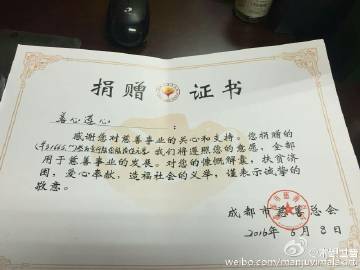 捐赠 证书
善心莲心
：
感谢您对慈善事业的关心和支持。您捐赠的
我们将遵照您的意愿，全部
用于慈善事业的发展。对您的慷慨解囊，扶贫济
困，爱心奉献，造福社会的义举，谨表示诚挚的
敬意。
成都市慈善总会
2016年6月8日
weibo.com/manjuyimalasong